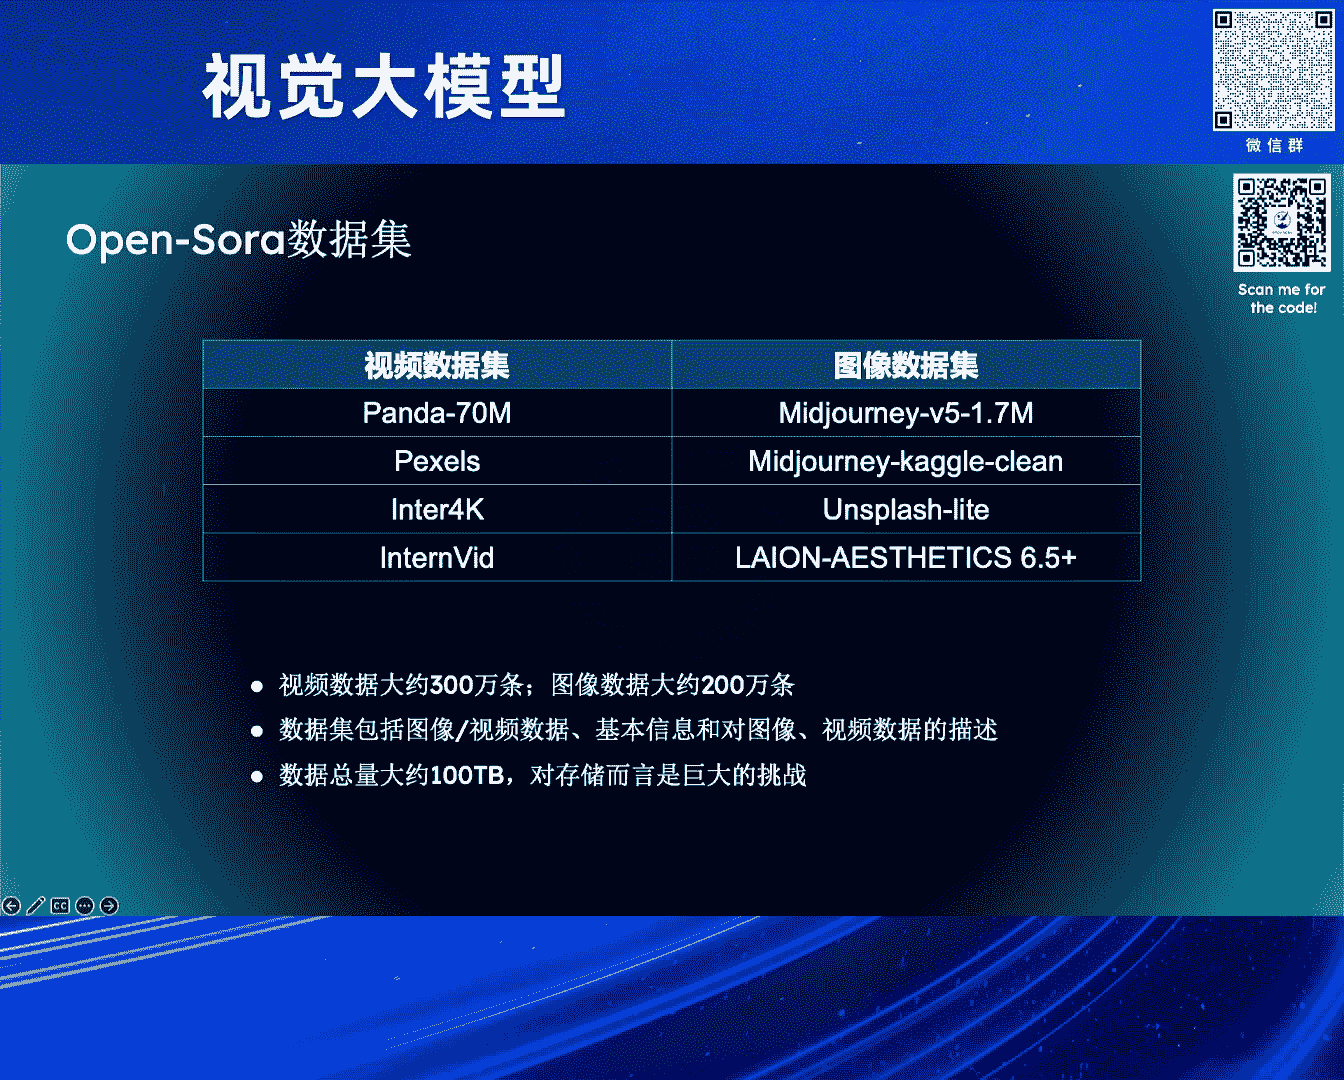 视觉大模型
微信群
Open-Sora数据集
Scan me for
the code!
视频数据集 图像数据集
Panda-70M Midjourney-v5-1.7M
Pexels Midjourney-kaggle-clean
Inter4K Unsplash-lite
InternVid LAION-AESTHETICS 6.5+
● 视频数据大约300万条；图像数据大约200万条
● 数据集包括图像/视频数据、基本信息和对图像、视频数据的描述
● 数据总量大约100TB，对存储而言是巨大的挑战
CC